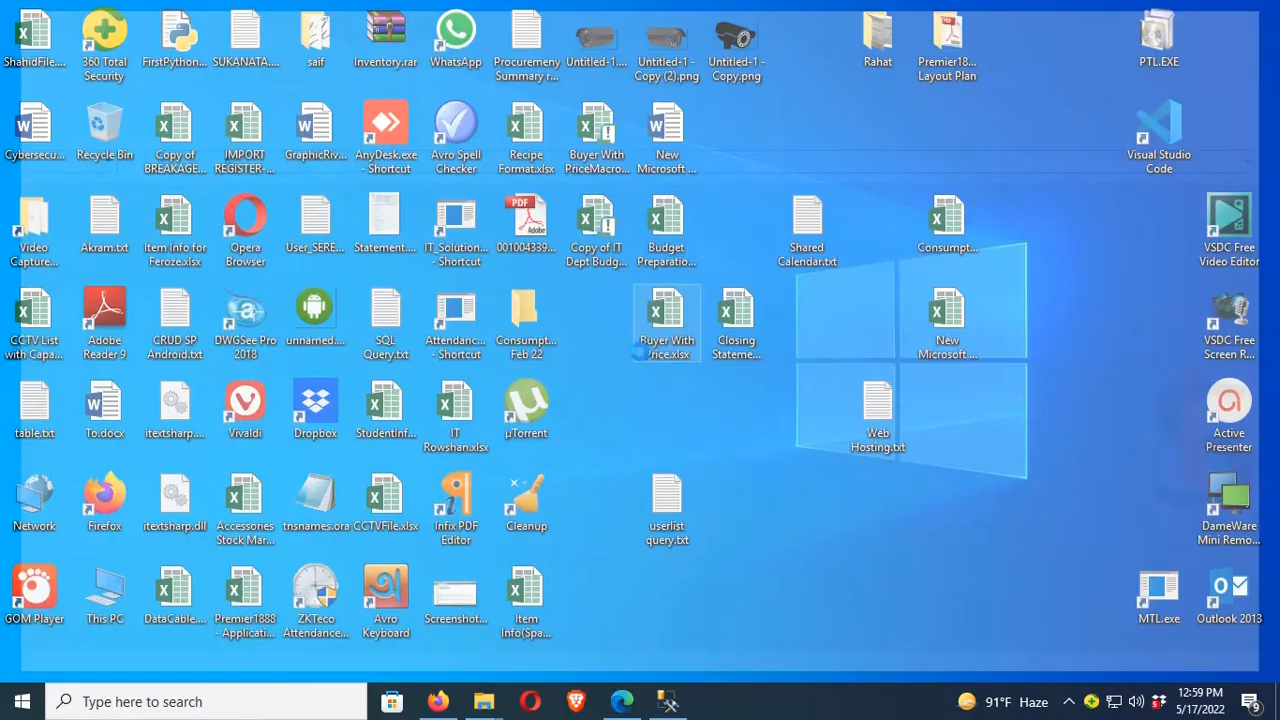 ShahidFile....
360 Total
Security
FirstPython...
SUKANATA....
saif
Inventory.rar
WhatsApp
Procuremeny
Summary r...
Untitled-1....
Untitled-1 -
Copy (2).png
Untitled-1 -
Copy.png
Rahat
Premier18...
Layout Plan
PTL.EXE
Cybersecu...
Recycle Bin
Copy of
BREAKAGE...
IMPORT
REGISTER-...
GraphicRiv...
AnyDesk.exe
- Shortcut
Avro Spell
Checker
Recipe
Format.xlsx
Buyer With
PriceMacro...
New
Microsoft ...
Visual Studio
Code
Video
Capture...
Akram.txt
Item Info for
Feroze.xlsx
Opera
Browser
User_SERE...
Statement....
IT_Solution...
- Shortcut
PDF
001004339...
Copy of IT
Dept Budg...
Budget
Preparatio...
Shared
Calendar.txt
Consumpt...
VSDC Free
Video Editor
CCTV List
with Capa...
Adobe
Reader 9
CRUD SP
Android.txt
DWGSee Pro
2018
unnamed....
SQL
Query.txt
Attendanc...
- Shortcut
Consumpt...
Feb 22
Buyer With
Price.xlsx
Closing
Stateme...
New
Microsoft ...
VSDC Free
Screen R...
table.txt
To.docx
itextsharp....
Vivaldi
Dropbox
StudentInf...
IT
Rowshan.xlsx
µTorrent
Web
Hosting.txt
Active
Presenter
Network
Firefox
itextsharp.dll
Accessories
Stock Mar...
tnsnames.ora
CCTVFile.xlsx
Infix PDF
Editor
Cleanup
userlist
query.txt
DameWare
Mini Remo...
GOM Player
This PC
DataCable....
Premier1888
- Applicati...
ZKTeco
Attendance...
অ
Avro
Keyboard
Screenshot...
Item
Info(Spa...
MTL.exe
Outlook 2013
Type here to search
91°F Haze
12:59 PM
5/17/2022
9